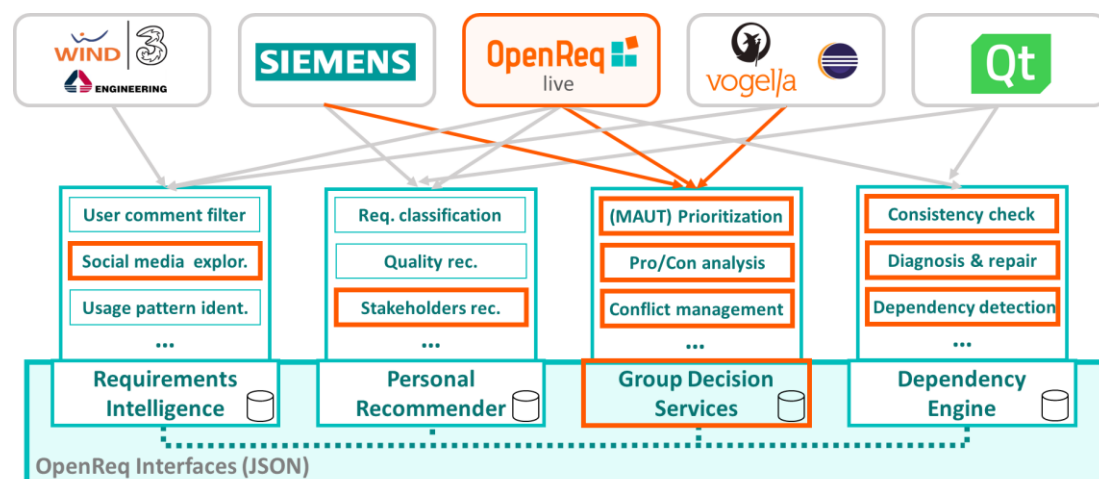 WIND 3
ENGINEERING
SIEMENS
OpenReq
live
vogella
Qt
User comment filter
Social media explor.
Usage pattern ident.
...
Requirements
Intelligence
Req. classification
Quality rec.
Stakeholders rec.
...
Personal
Recommender
(MAUT) Prioritization
Pro/Con analysis
Conflict management
...
Group Decision
Services
Consistency check
Diagnosis & repair
Dependency detection
...
Dependency
Engine
OpenReq Interfaces (JSON)